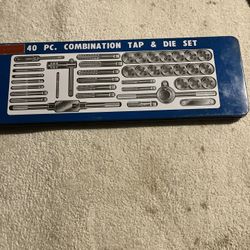 40 PC. COMBINATION TAP & DIE SET